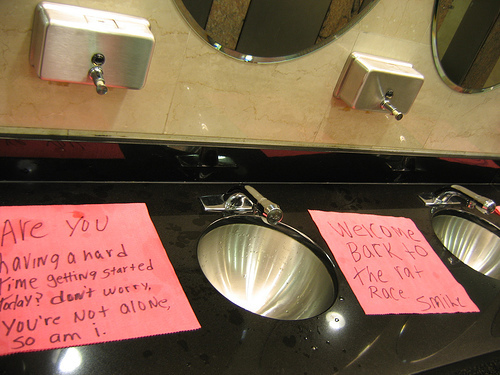 Are you
having a hard
time getting started
today? don't worry,
you're not alone,
so am i.
Welcome
Back to
the rat
Race
smile